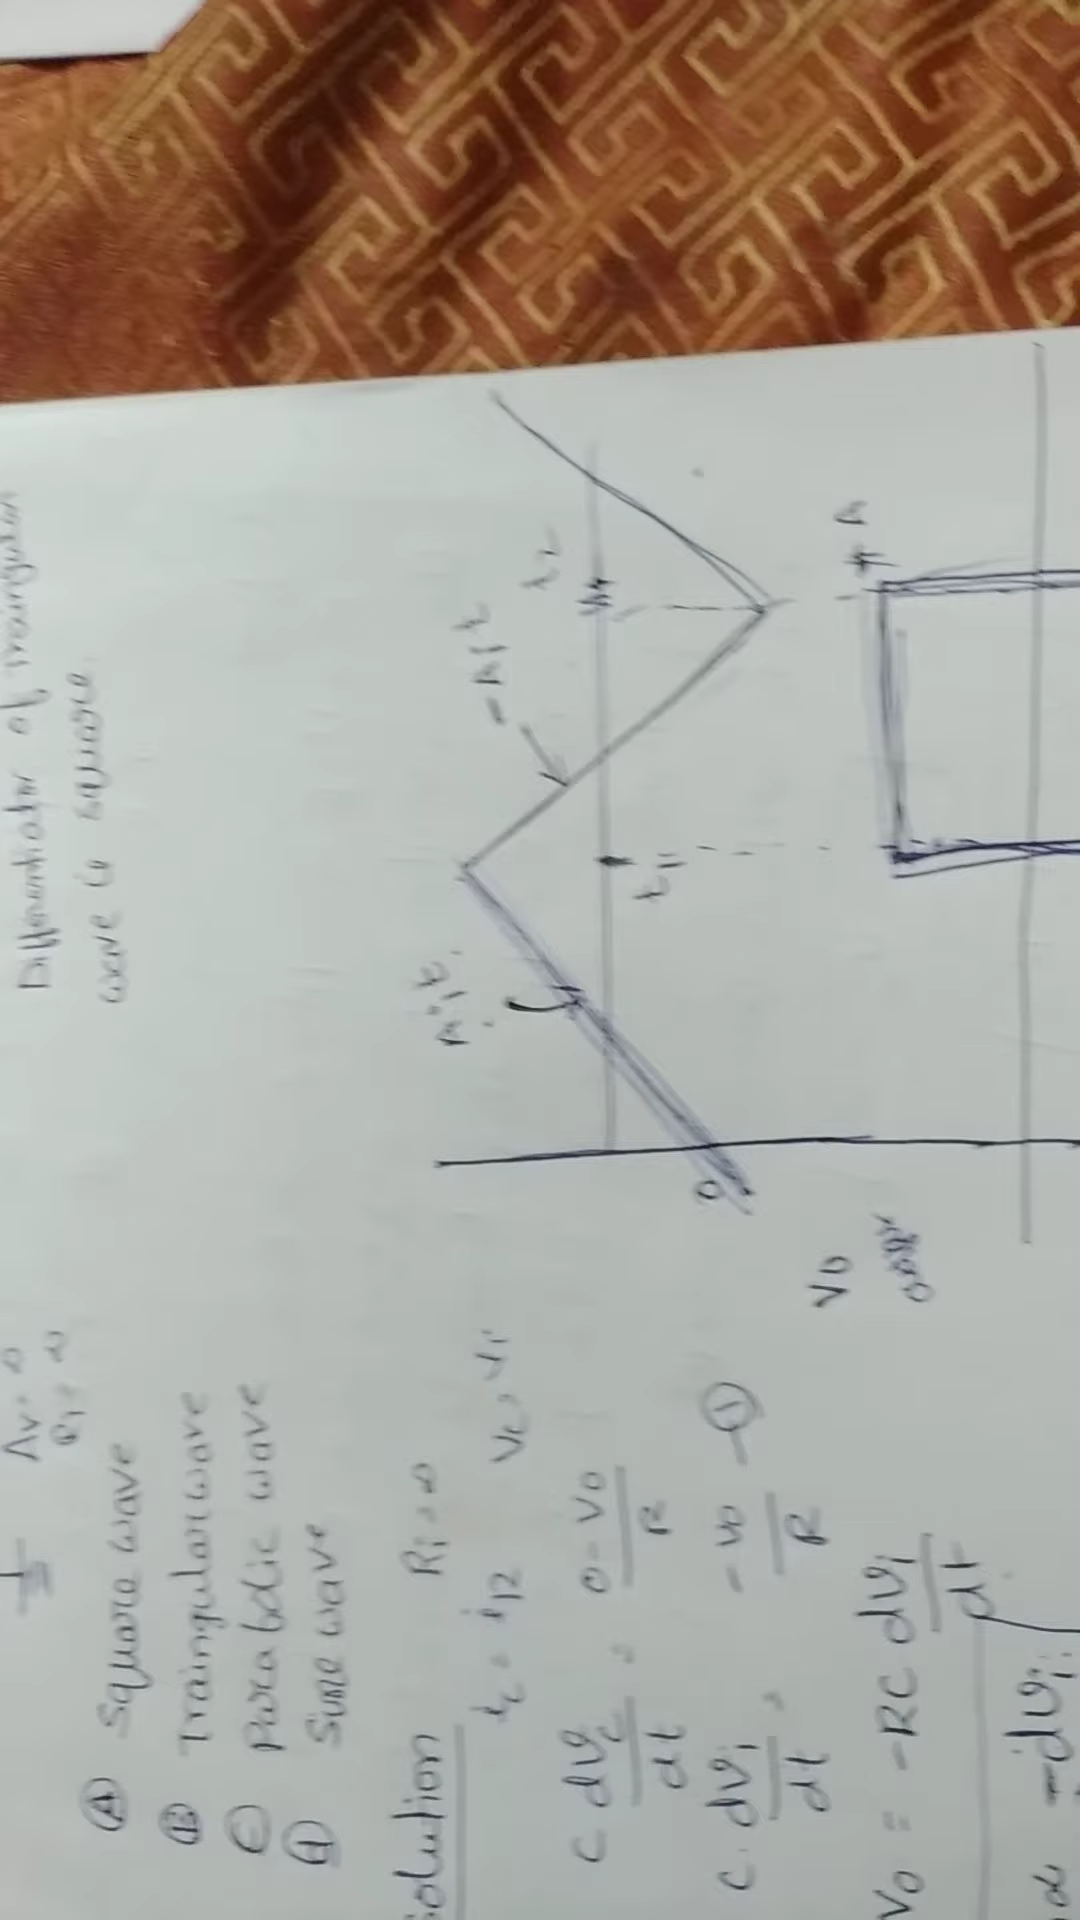 Av = ∞
Ri = ∞
Differentiator of traingular
wave is square
Ⓐ Square wave
Ⓑ Traingular wave
Ⓒ Parabolic wave
Ⓓ Sine wave
solution Ri = ∞
ic = iR Vc = Vi
C dvc/dt = 0 - Vo/R
C. dvi/dt = -Vo/R -①
Vo = -RC dvi/dt
α -dvi
A1t.
-A1t
t1
t2
0
Vo
+A